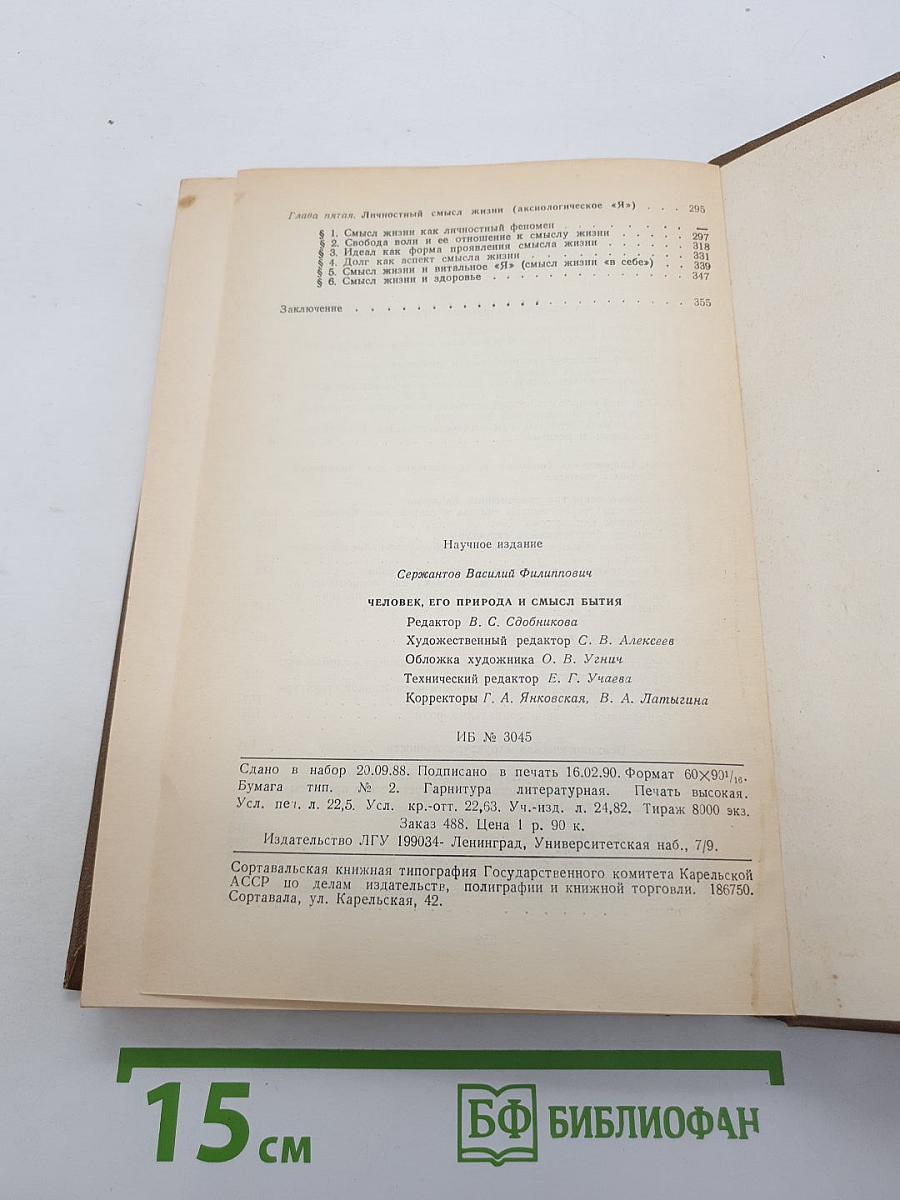 Глава пятая. Личностный смысл жизни (аксиологическое «Я») . . . 295
§ 1. Смысл жизни как личностный феномен . . . . . . . . —
§ 2. Свобода воли и ее отношение к смыслу жизни . . . . . 297
§ 3. Идеал как форма проявления смысла жизни . . . . . . 318
§ 4. Долг как аспект смысла жизни . . . . . . . . . . 331
§ 5. Смысл жизни и витальное «Я» (смысл жизни «в себе») . . 339
§ 6. Смысл жизни и здоровье . . . . . . . . . . . . 347
Заключение . . . . . . . . . . . . . . . . . . . . 355
Научное издание
Сержантов Василий Филиппович
ЧЕЛОВЕК, ЕГО ПРИРОДА И СМЫСЛ БЫТИЯ
Редактор В. С. Сдобникова
Художественный редактор С. В. Алексеев
Обложка художника О. В. Угнич
Технический редактор Е. Г. Учаева
Корректоры Г. А. Янковская, В. А. Латыгина
ИБ № 3045
Сдано в набор 20.09.88. Подписано в печать 16.02.90. Формат 60×90¹/₁₆.
Бумага тип. № 2. Гарнитура литературная. Печать высокая.
Усл. печ. л. 22,5. Усл. кр.-отт. 22,63. Уч.-изд. л. 24,82. Тираж 8000 экз.
Заказ 488. Цена 1 р. 90 к.
Издательство ЛГУ 199034- Ленинград, Университетская наб., 7/9.
Сортавальская книжная типография Государственного комитета Карельской
АССР по делам издательств, полиграфии и книжной торговли. 186750.
Сортавала, ул. Карельская, 42.
15 см
БФ БИБЛИОФАН